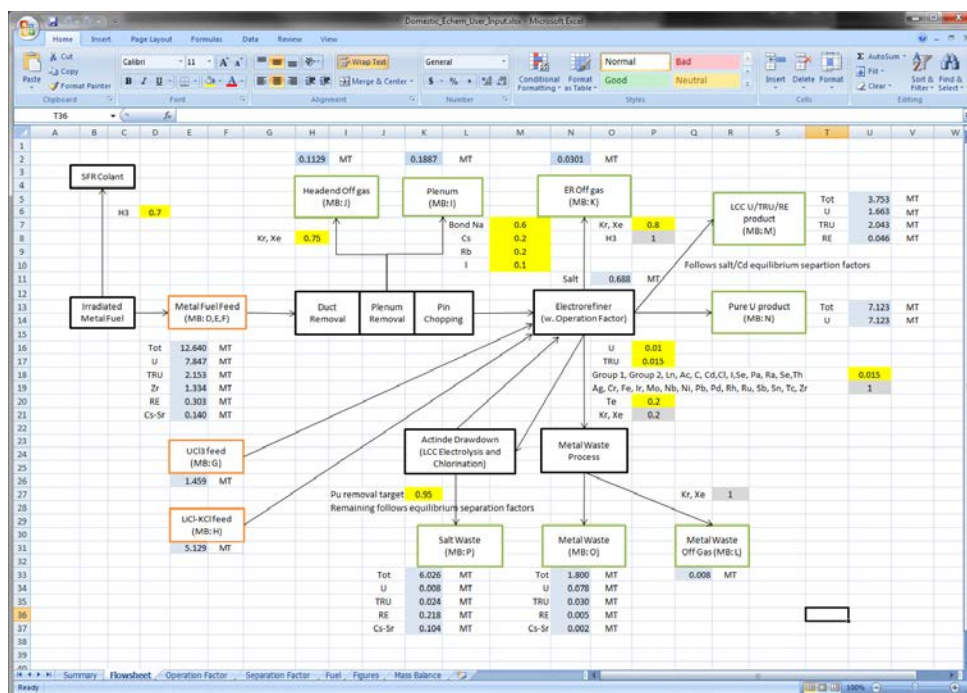 Domestic_Echem_User_Input.xlsx - Microsoft Excel
Home Insert Page Layout Formulas Data Review View
Cut
Copy
Format Painter
Paste
Clipboard
Calibri 11
Font
Wrap Text
Merge & Center
Alignment
General
Number
Conditional Formatting
Format as Table
Normal Bad
Good Neutral
Styles
Insert Delete Format
Cells
AutoSum
Fill
Clear
Sort & Filter
Find & Select
Editing
T36
A B C D E F G H I J K L M N O P Q R S T U V W
0.1129 MT 0.1887 MT 0.0301 MT
SFR Colant
Headend Off gas (MB: J)
Plenum (MB: I)
ER Off gas (MB: K)
LCC U/TRU/RE product (MB: M)
Tot 3.753 MT
U 1.663 MT
TRU 2.043 MT
RE 0.046 MT
H3 0.7
Kr, Xe 0.75
Bond Na 0.6
Cs 0.2
Rb 0.2
I 0.1
Kr, Xe 0.8
H3 1
Follows salt/Cd equilibrium separtion factors
Salt 0.688 MT
Irradiated Metal Fuel
Metal Fuel Feed (MB: D,E,F)
Duct Removal
Plenum Removal
Pin Chopping
Electrorefiner (w. Operation Factor)
Pure U product (MB: N)
Tot 7.123 MT
U 7.123 MT
Tot 12.640 MT
U 7.847 MT
TRU 2.153 MT
Zr 1.334 MT
RE 0.303 MT
Cs-Sr 0.140 MT
U 0.01
TRU 0.015
Group 1, Group 2, Ln, Ac, C, Cd,Cl, I,Se, Pa, Ra, Se,Th 0.015
Ag, Cr, Fe, Ir, Mo, Nb, Ni, Pb, Pd, Rh, Ru, Sb, Sn, Tc, Zr 1
Te 0.2
Kr, Xe 0.2
UCl3 feed (MB: G)
1.459 MT
Actinde Drawdown (LCC Electrolysis and Chlorination)
Metal Waste Process
Pu removal target 0.95
Remaining follows equilibrium separation factors
Kr, Xe 1
LiCl-KCl feed (MB: H)
5.129 MT
Salt Waste (MB: P)
Metal Waste (MB: O)
Metal Waste Off Gas (MB: L)
0.008 MT
Tot 6.026 MT
U 0.008 MT
TRU 0.024 MT
RE 0.218 MT
Cs-Sr 0.104 MT
Tot 1.800 MT
U 0.078 MT
TRU 0.030 MT
RE 0.005 MT
Cs-Sr 0.002 MT
Summary Flowsheet Operation Factor Separation Factor Fuel Figures Mass Balance
Ready 100%